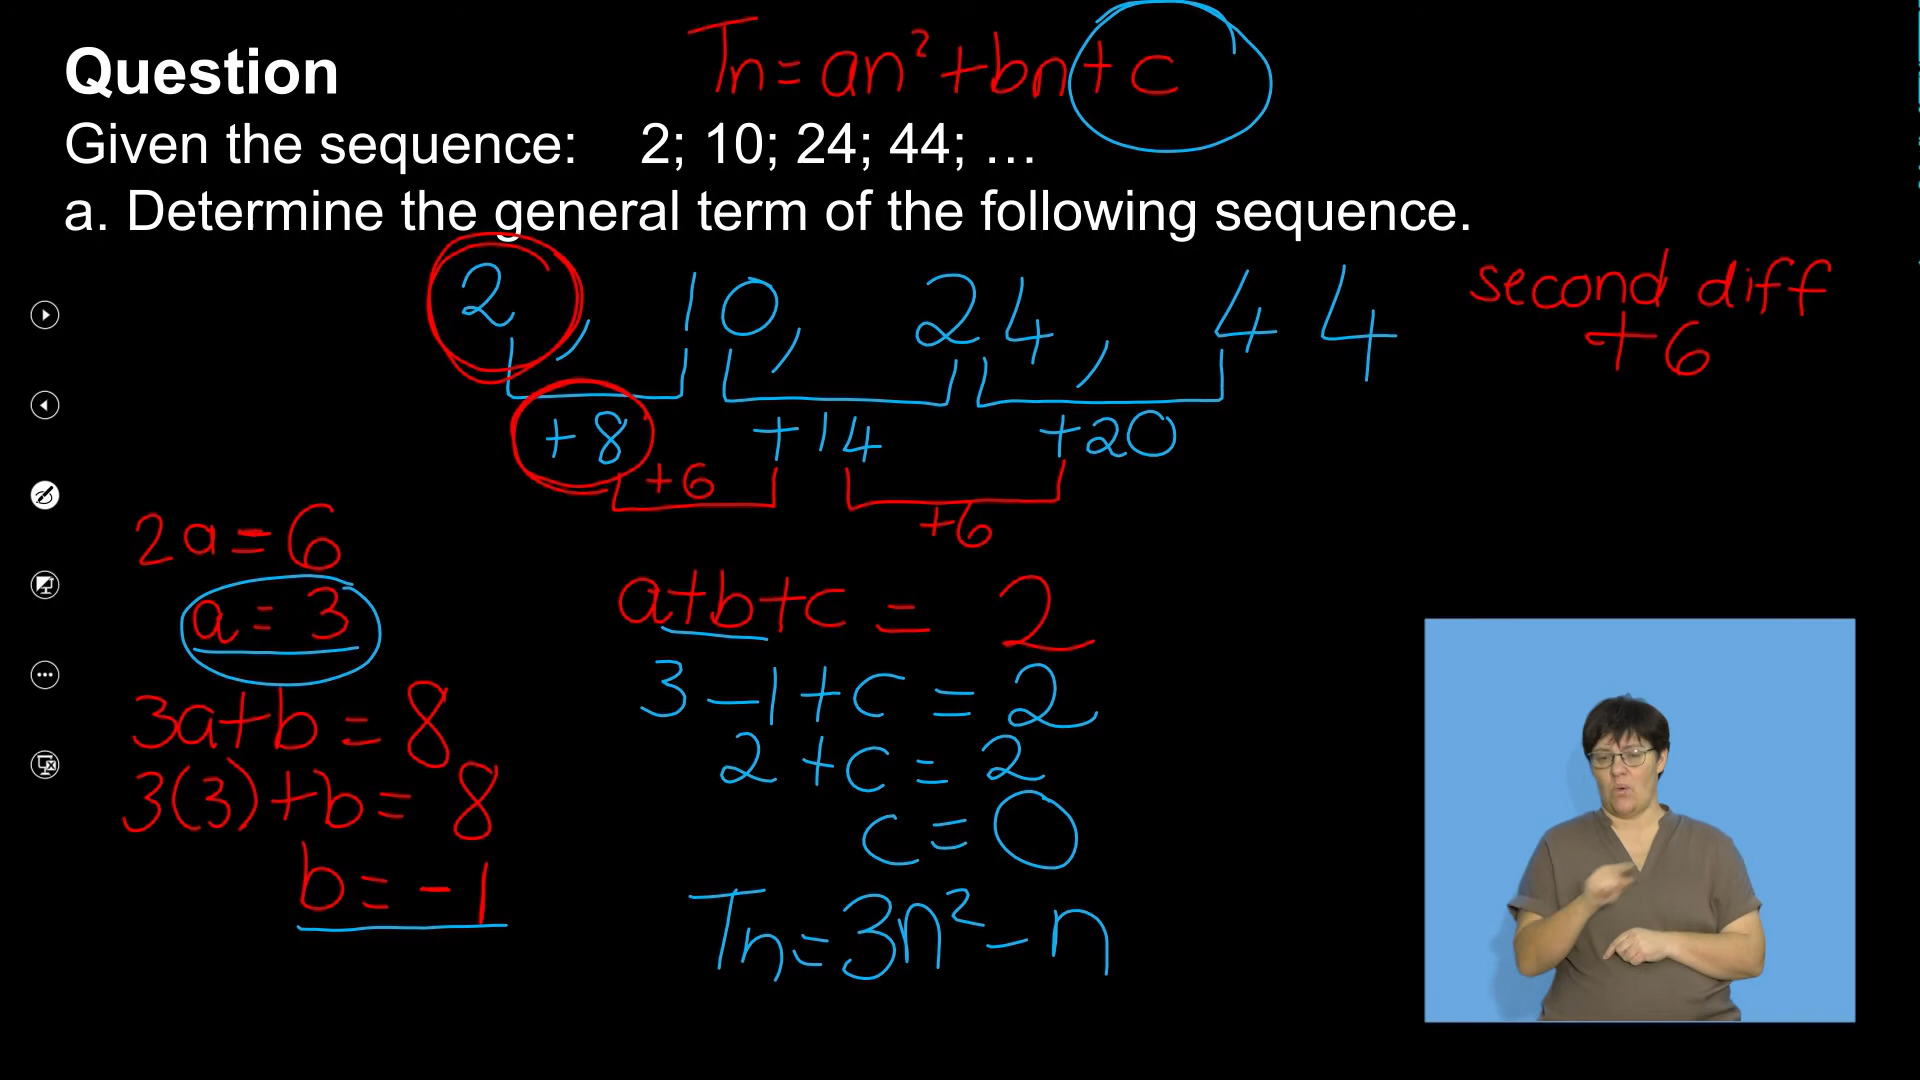 Question
Tn = an² + bn + c
Given the sequence: 2; 10; 24; 44; …
a. Determine the general term of the following sequence.
2, 10, 24, 44
second diff
+6
+8 +14 +20
+6 +6
2a = 6
a = 3
3a + b = 8
3(3) + b = 8
b = -1
a + b + c = 2
3 - 1 + c = 2
2 + c = 2
c = 0
Tn = 3n² - n